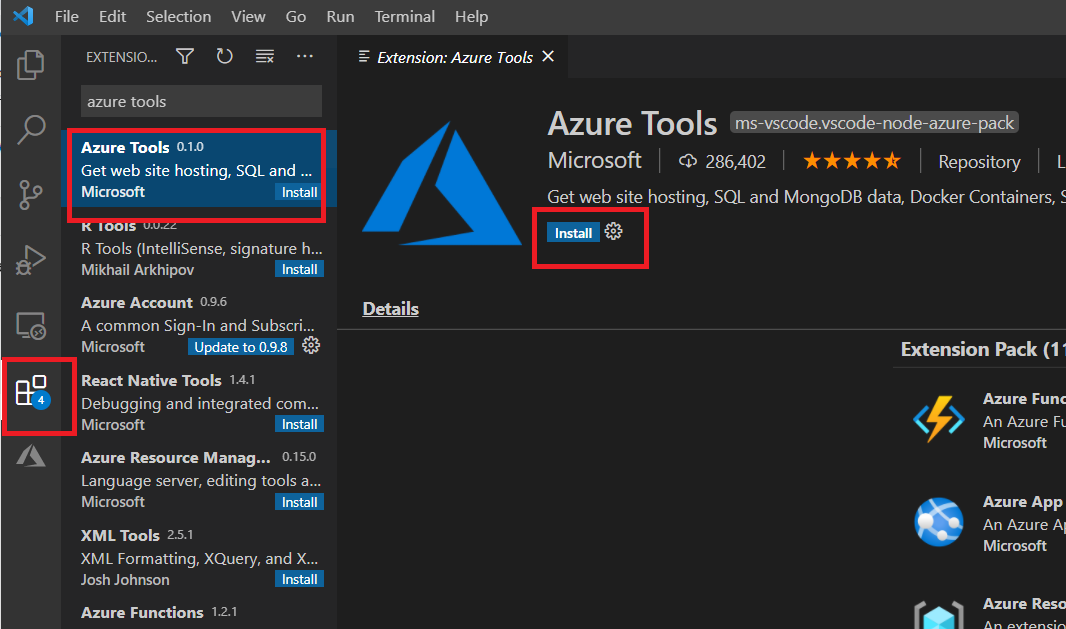 File Edit Selection View Go Run Terminal Help
EXTENSIO...
Extension: Azure Tools
azure tools
Azure Tools 0.1.0
Get web site hosting, SQL and ...
Microsoft Install
R Tools 0.0.22
R Tools (IntelliSense, signature h...
Mikhail Arkhipov Install
Azure Account 0.9.6
A common Sign-In and Subscri...
Microsoft Update to 0.9.8
React Native Tools 1.4.1
Debugging and integrated com...
Microsoft Install
Azure Resource Manag... 0.15.0
Language server, editing tools a...
Microsoft Install
XML Tools 2.5.1
XML Formatting, XQuery, and X...
Josh Johnson Install
Azure Functions 1.2.1
4
Azure Tools ms-vscode.vscode-node-azure-pack
Microsoft 286,402 Repository
Get web site hosting, SQL and MongoDB data, Docker Containers,
Install
Details
Extension Pack (11
Azure Func
An Azure Fu
Microsoft
Azure App
An Azure Ap
Microsoft
Azure Reso
An extensio